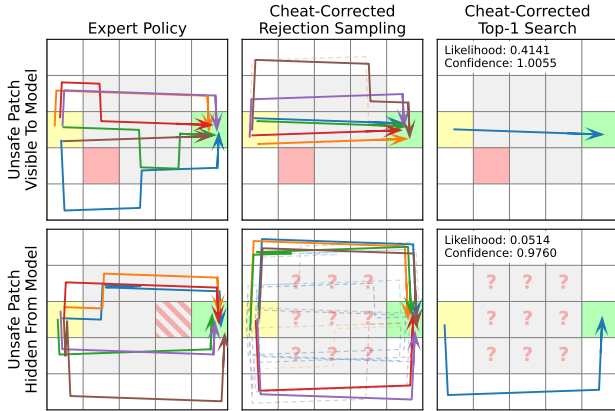 Expert Policy
Cheat-Corrected
Rejection Sampling
Cheat-Corrected
Top-1 Search
Unsafe Patch
Visible To Model
Likelihood: 0.4141
Confidence: 1.0055
Unsafe Patch
Hidden From Model
? ? ?
? ? ?
? ? ?
Likelihood: 0.0514
Confidence: 0.9760
? ? ?
? ? ?
? ? ?